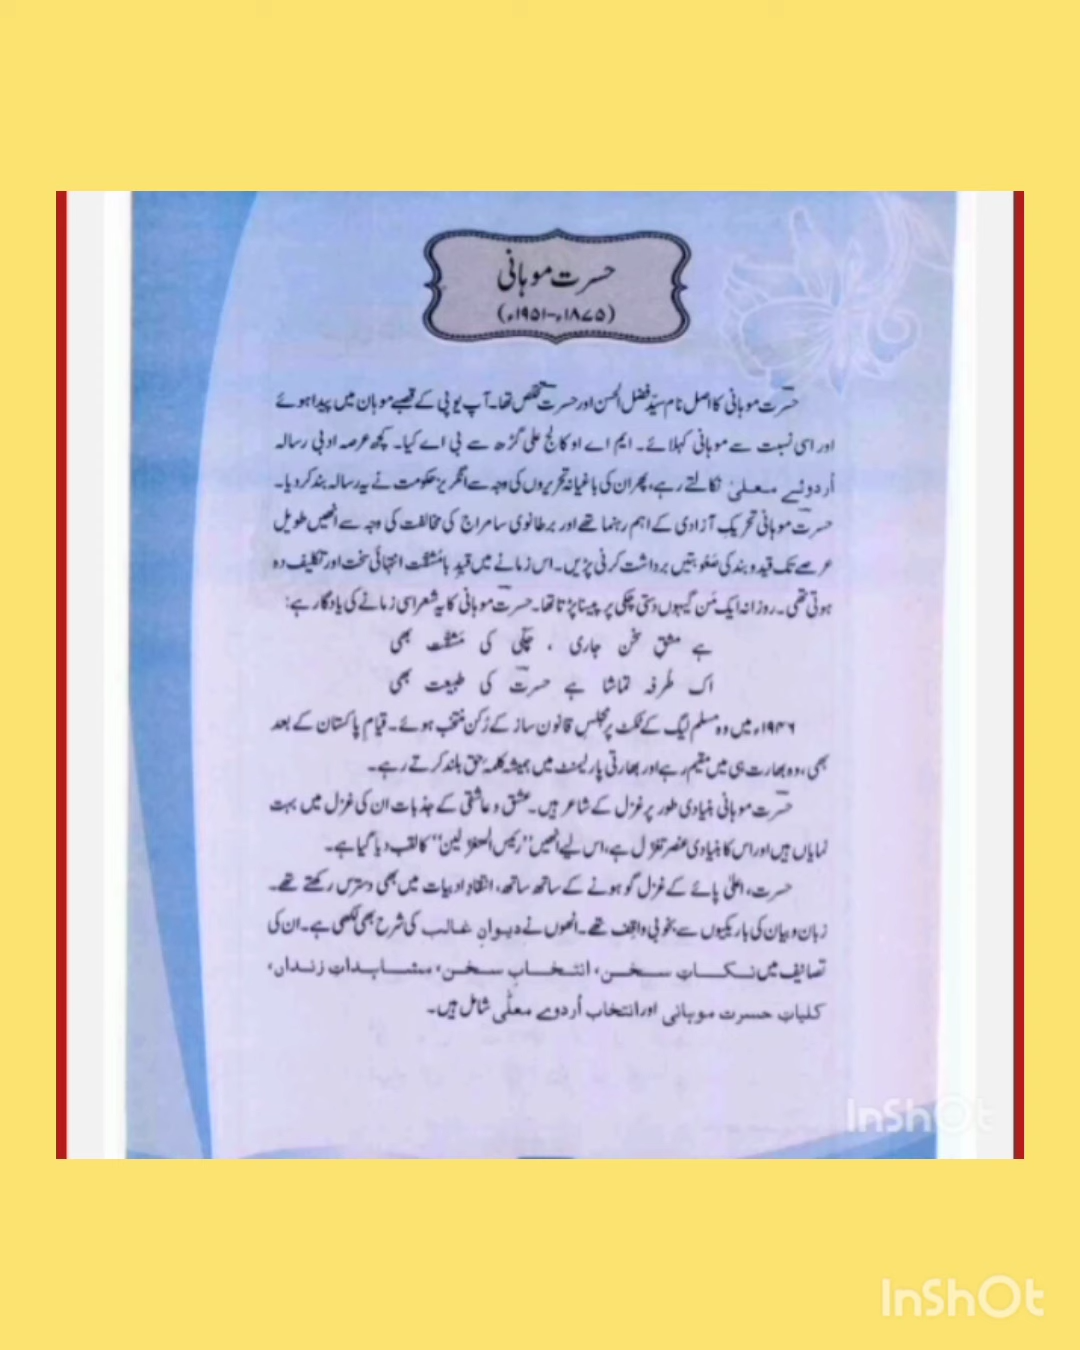 حسرت موہانی
(۱۸۷۵ء-۱۹۵۱ء)
حسرت موہانی کا اصل نام سیّد فضل الحسن اور حسرت تخلص تھا۔ آپ یو پی کے قصبے موہان میں پیدا ہوئے
اور اسی نسبت سے موہانی کہلائے۔ ایم اے او کالج علی گڑھ سے بی اے کیا۔ کچھ عرصہ ادبی رسالہ
اُردوئے معلیٰ نکالتے رہے، پھر ان کی باغیانہ تحریروں کی وجہ سے انگریز حکومت نے یہ رسالہ بند کر دیا۔
حسرت موہانی تحریک آزادی کے اہم رہنما تھے اور برطانوی سامراج کی مخالفت کی وجہ سے انھیں طویل
عرصے تک قید و بند کی صَعُوبتیں برداشت کرنی پڑیں۔ اس زمانے میں قیدِ بامَشقّت انتہائی سخت اور تکلیف دہ
ہوتی تھی۔ روزانہ ایک مَن گیہوں دستی چکی پر پیسنا پڑتا تھا۔ حسرت موہانی کا یہ شعر اسی زمانے کی یادگار ہے:
ہے مشقِ سخن جاری ، چکّی کی مَشقّت بھی
اک طُرفہ تماشا ہے حسرت کی طبیعت بھی
۱۹۴۶ء میں وہ مسلم لیگ کے ٹکٹ پر مجلسِ قانون ساز کے رُکن منتخب ہوئے۔ قیامِ پاکستان کے بعد
بھی، وہ بھارت ہی میں مقیم رہے اور بھارتی پارلیمنٹ میں ہمیشہ کلمۂ حق بلند کرتے رہے۔
حسرت موہانی بنیادی طور پر غزل کے شاعر ہیں۔ عشق و عاشقی کے جذبات ان کی غزل میں بہت
نمایاں ہیں اور اس کا بنیادی عنصر تغزّل ہے، اس لیے انھیں "رئیس المتغزلین" کا لقب دیا گیا ہے۔
حسرت، اعلیٰ پائے کے غزل گو ہونے کے ساتھ ساتھ، انتقادِ ادبیات میں بھی دسترس رکھتے تھے۔
زبان و بیان کی باریکیوں سے بخوبی واقف تھے۔ انھوں نے دیوانِ غالب کی شرح بھی لکھی ہے۔ ان کی
تصانیف میں نکاتِ سخن، انتخابِ سخن، مشاہداتِ زنداں،
کلیاتِ حسرت موہانی اور انتخاب اُردوے معلّٰی شامل ہیں۔
InShOt
InShOt